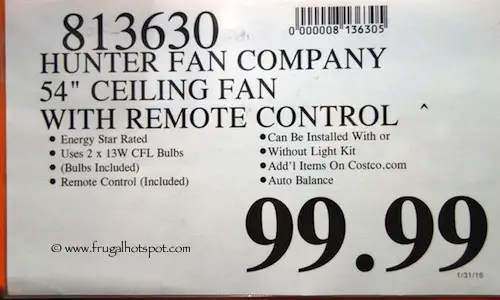 813630
0 000008 136305
HUNTER FAN COMPANY
54" CEILING FAN
WITH REMOTE CONTROL ^
• Energy Star Rated
• Uses 2 x 13W CFL Bulbs
• (Bulbs Included)
• Remote Control (Included)
• Can Be Installed With or
• Without Light Kit
• Add'l Items On Costco.com
• Auto Balance
99.99
© www.frugalhotspot.com
1/31/15